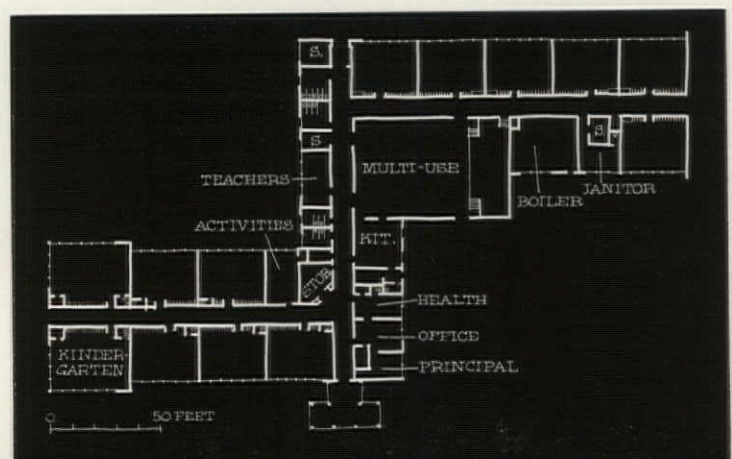 S.
S
TEACHERS
MULTI-USE
S
BOILER
JANITOR
ACTIVITIES
KIT.
STOR.
HEALTH
OFFICE
KINDER-
GARTEN
PRINCIPAL
0
50 FEET